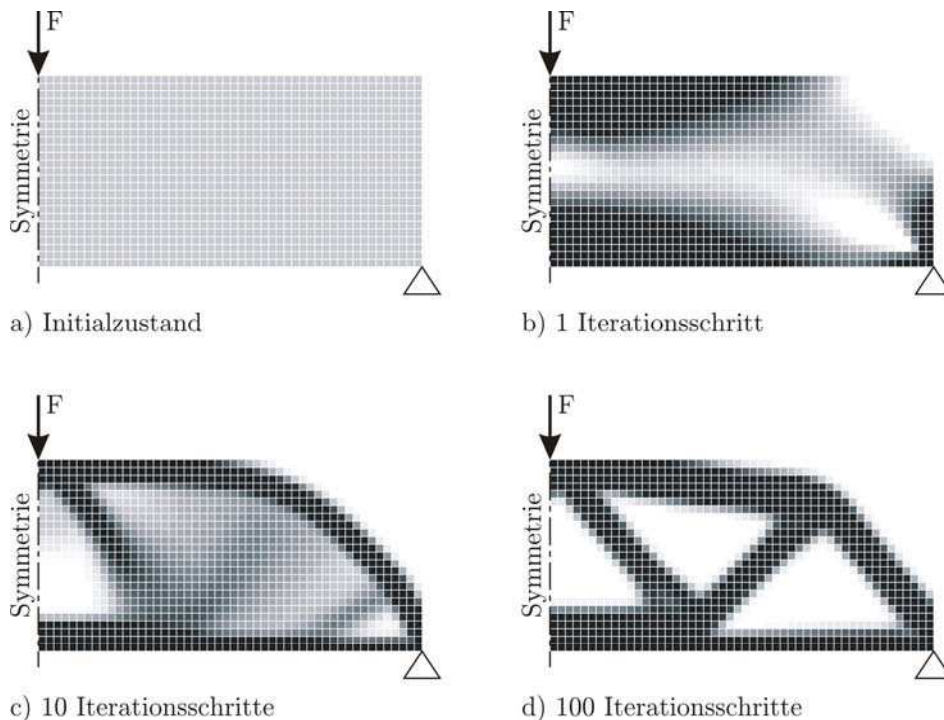 F
Symmetrie
a) Initialzustand
F
Symmetrie
b) 1 Iterationsschritt
F
Symmetrie
c) 10 Iterationsschritte
F
Symmetrie
d) 100 Iterationsschritte